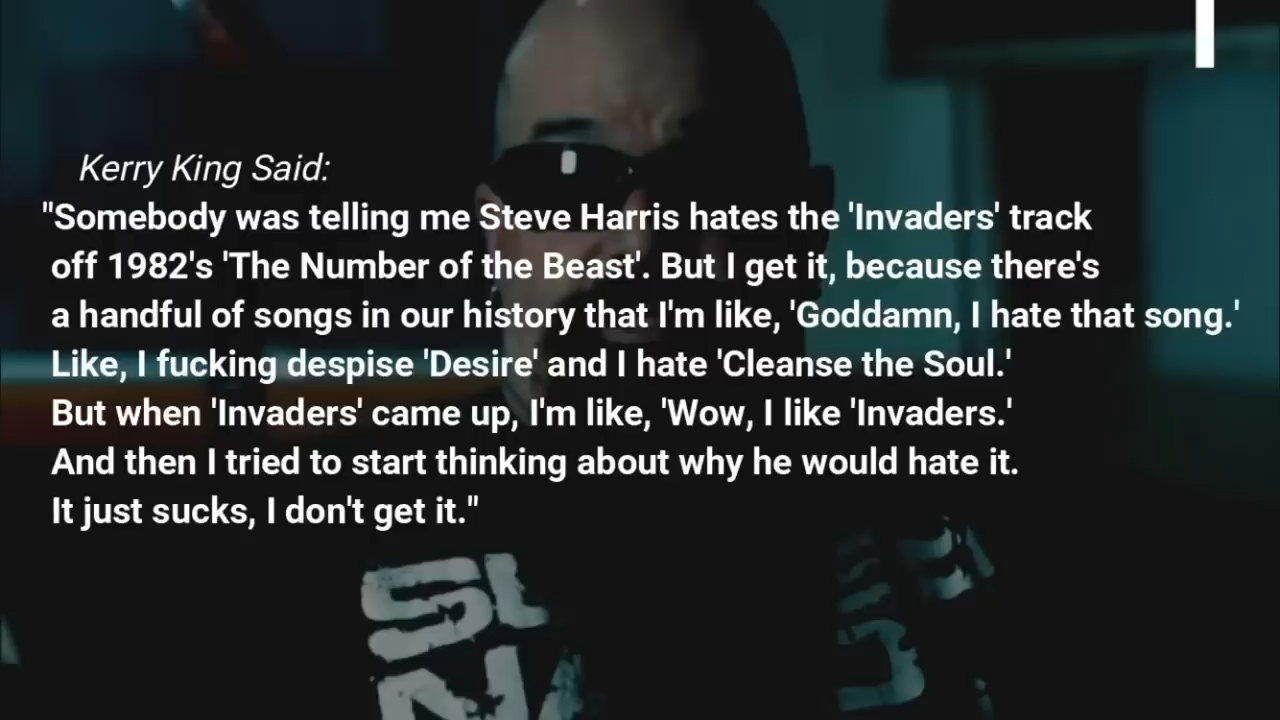 Kerry King Said:
"Somebody was telling me Steve Harris hates the 'Invaders' track
off 1982's 'The Number of the Beast'. But I get it, because there's
a handful of songs in our history that I'm like, 'Goddamn, I hate that song.'
Like, I fucking despise 'Desire' and I hate 'Cleanse the Soul.'
But when 'Invaders' came up, I'm like, 'Wow, I like 'Invaders.'
And then I tried to start thinking about why he would hate it.
It just sucks, I don't get it."